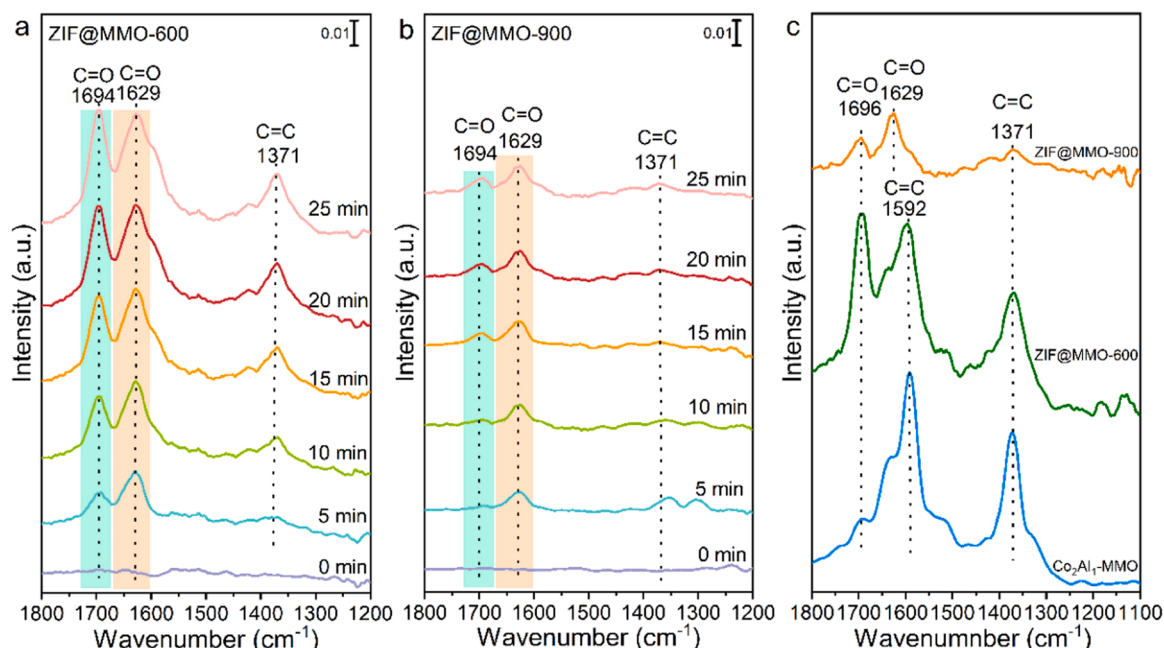 a
ZIF@MMO-600
0.01
C=O
1694
C=O
1629
C=C
1371
25 min
20 min
15 min
10 min
5 min
0 min
Intensity (a.u.)
1800 1700 1600 1500 1400 1300 1200
Wavenumber (cm-1)
b
ZIF@MMO-900
0.01
C=O
1694
C=O
1629
C=C
1371
25 min
20 min
15 min
10 min
5 min
0 min
Intensity (a.u.)
1800 1700 1600 1500 1400 1300 1200
Wavenumber (cm-1)
c
C=O
1696
C=O
1629
C=C
1371
ZIF@MMO-900
C=C
1592
ZIF@MMO-600
Co2Al1-MMO
Intensity (a.u.)
1800 1700 1600 1500 1400 1300 1200 1100
Wavenumnber (cm-1)